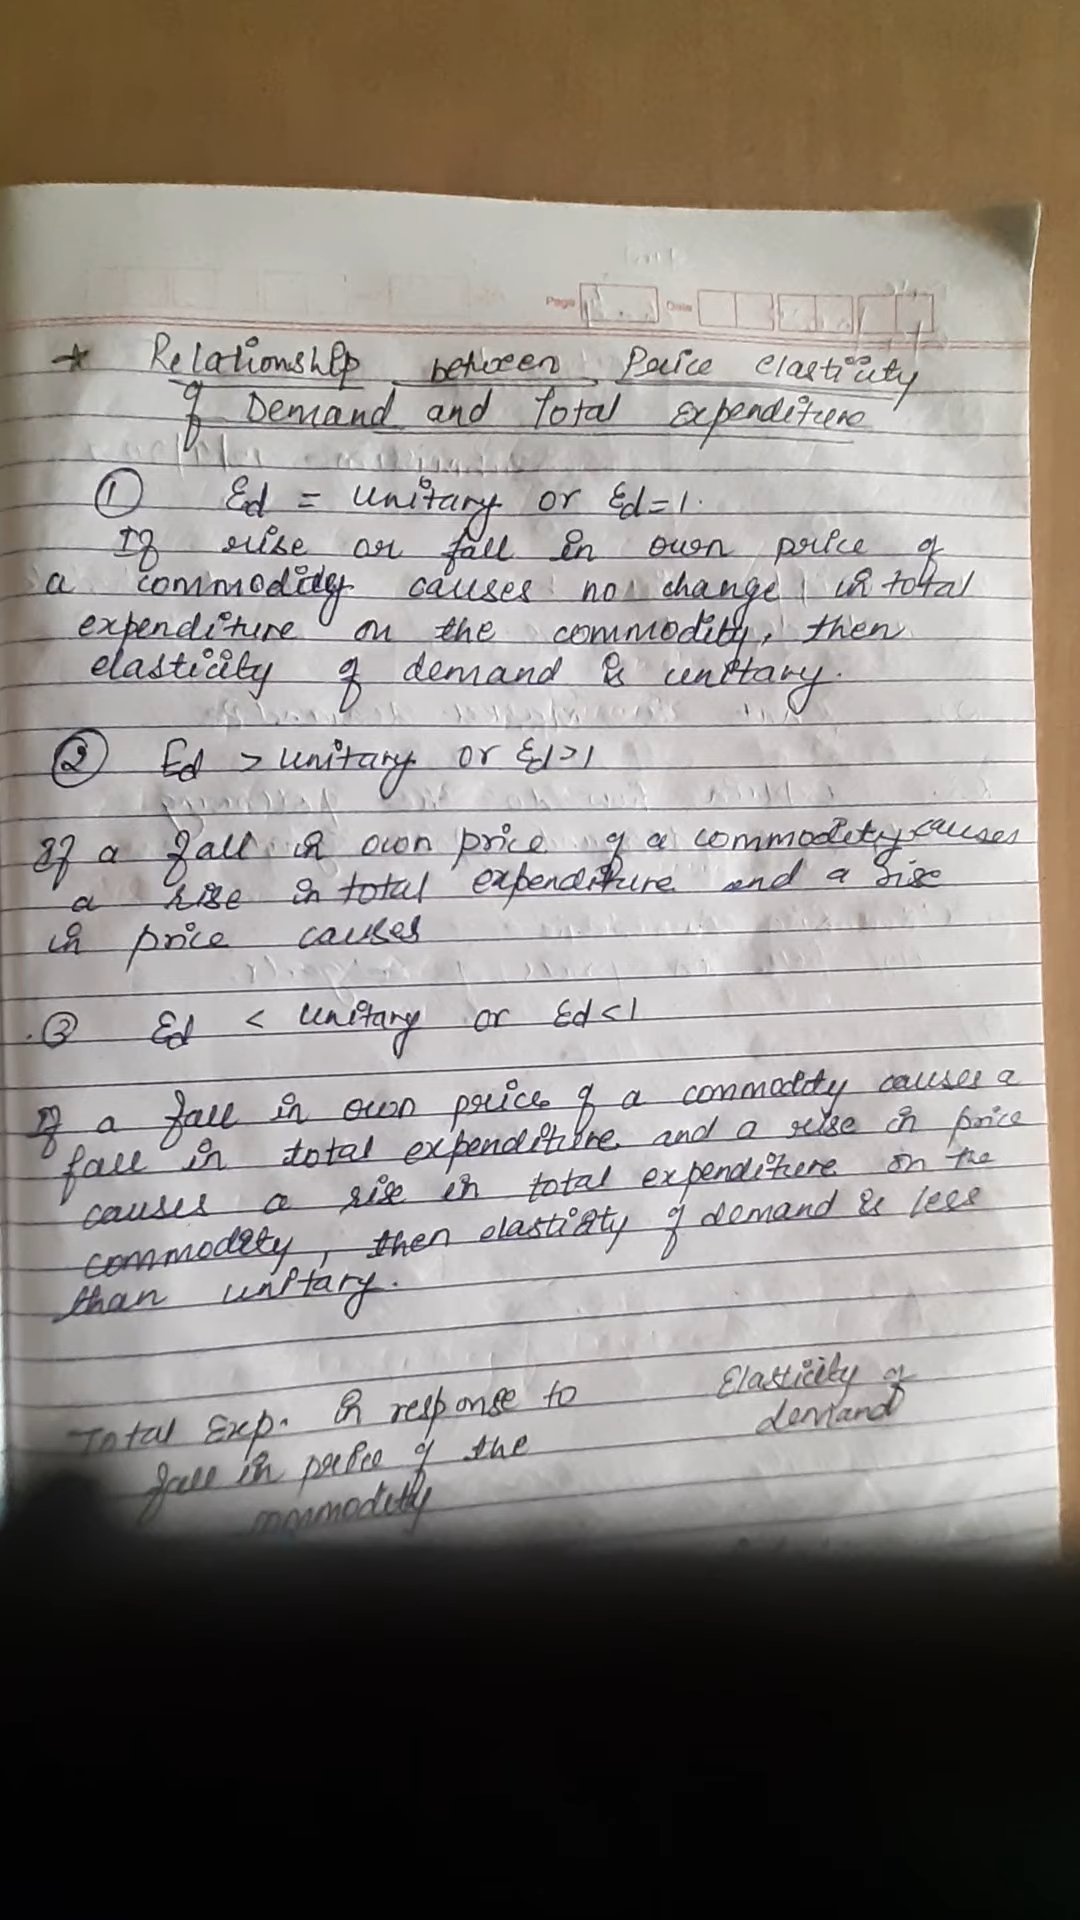 Page Date
* Relationship between Price elasticity
of Demand and Total Expenditure
① Ed = unitary or Ed=1.
If rise or fall in own price of
a commodity causes no change in total
expenditure on the commodity, then
elasticity of demand is unitary.
② Ed > unitary or Ed>1
If a fall in own price of a commodity causes
a rise in total expenditure and a rise
in price causes
③ Ed < unitary or Ed<1
If a fall in own price of a commodity causes a
fall in total expenditure and a rise in price
causes a rise in total expenditure on the
commodity, then elasticity of demand is less
than unitary.
Total Exp. in response to
fall in price of the
commodity
Elasticity of
demand